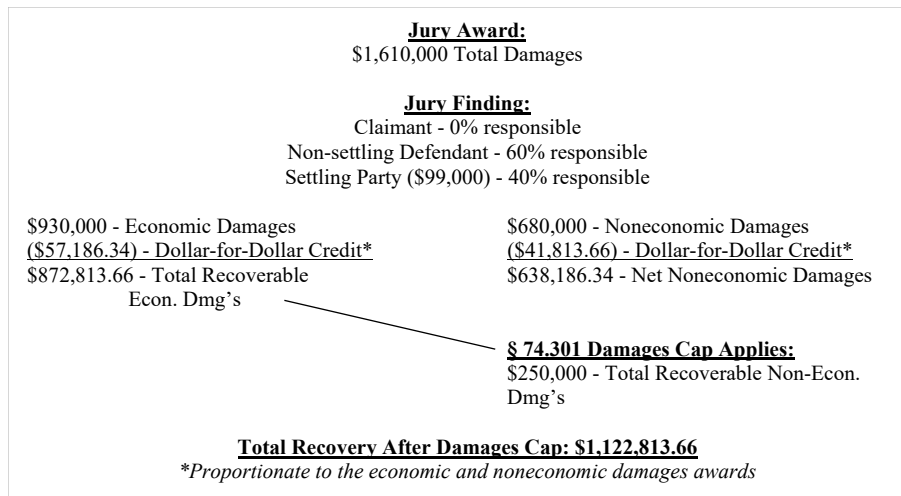 Jury Award:
$1,610,000 Total Damages
Jury Finding:
Claimant - 0% responsible
Non-settling Defendant - 60% responsible
Settling Party ($99,000) - 40% responsible
$930,000 - Economic Damages
($57,186.34) - Dollar-for-Dollar Credit*
$872,813.66 - Total Recoverable
Econ. Dmg’s
$680,000 - Noneconomic Damages
($41,813.66) - Dollar-for-Dollar Credit*
$638,186.34 - Net Noneconomic Damages
§ 74.301 Damages Cap Applies:
$250,000 - Total Recoverable Non-Econ.
Dmg’s
Total Recovery After Damages Cap: $1,122,813.66
*Proportionate to the economic and noneconomic damages awards